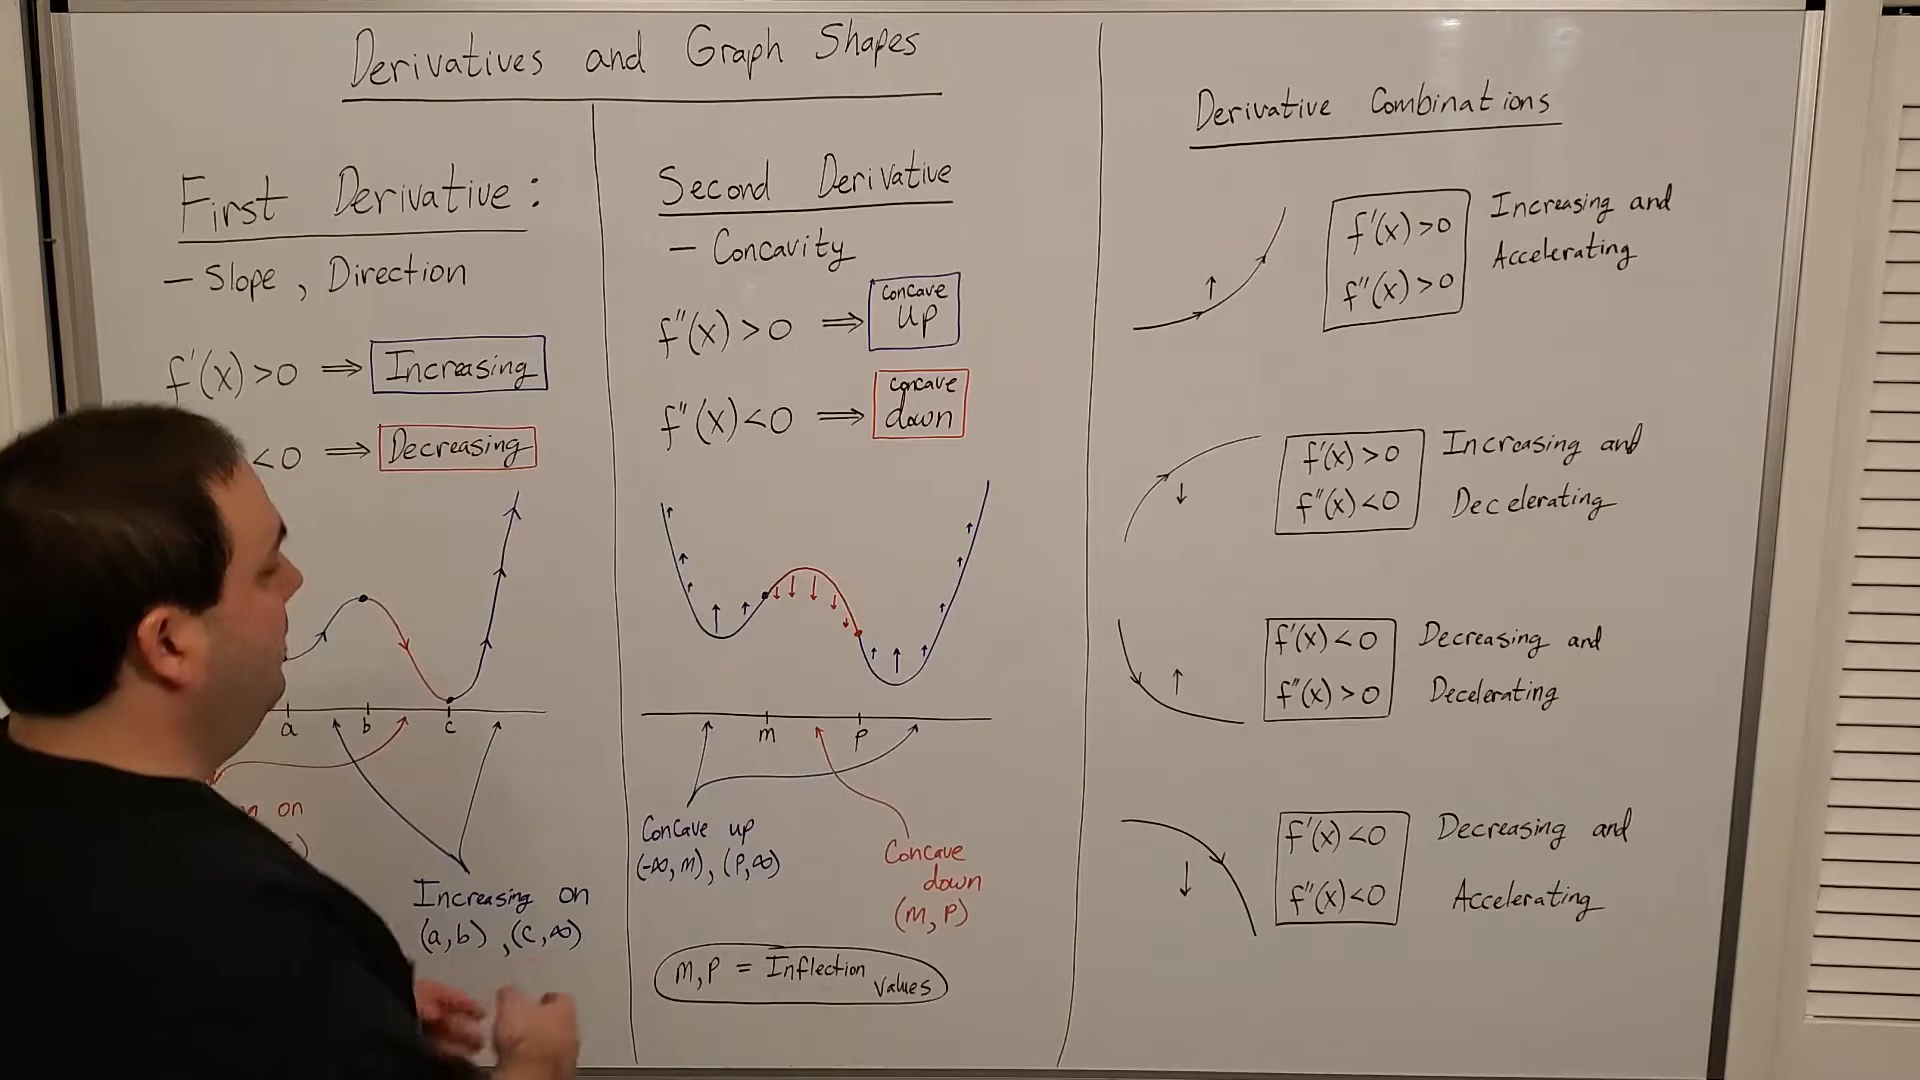 Derivatives and Graph Shapes
First Derivative:
- Slope, Direction
f'(x) > 0 ⟹ Increasing
< 0 ⟹ Decreasing
a b c
on
Increasing on
(a,b), (c,∞)
Second Derivative
- Concavity
f''(x) > 0 ⟹ concave
up
f''(x) < 0 ⟹ concave
down
m p
Concave up
(-∞, m), (p, ∞)
Concave
down
(m, p)
m, p = Inflection
values
Derivative Combinations
f'(x) > 0 Increasing and
f''(x) > 0 Accelerating
f'(x) > 0 Increasing and
f''(x) < 0 Decelerating
f'(x) < 0 Decreasing and
f''(x) > 0 Decelerating
f'(x) < 0 Decreasing and
f''(x) < 0 Accelerating